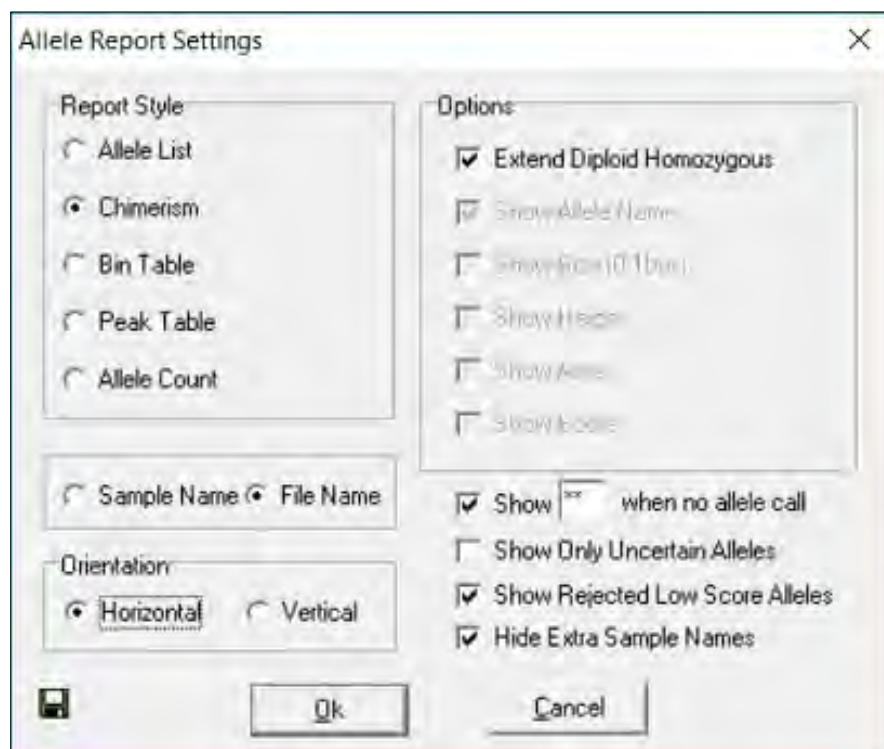 Allele Report Settings
Report Style
Allele List
Chimerism
Bin Table
Peak Table
Allele Count
Sample Name File Name
Orientation
Horizontal Vertical
Options
Extend Diploid Homozygous
Show Allele Name
Show
Show Height
Show
Show
Show ** when no allele call
Show Only Uncertain Alleles
Show Rejected Low Score Alleles
Hide Extra Sample Names
Ok Cancel